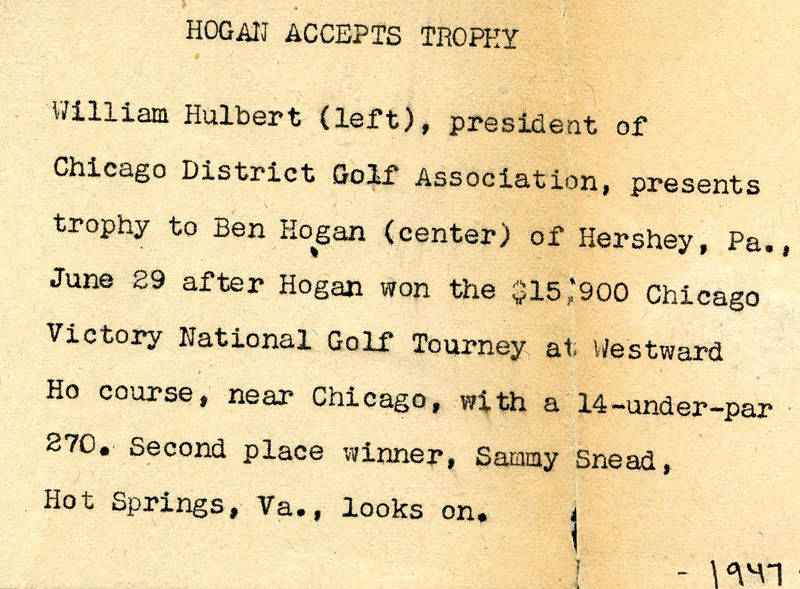 HOGAN ACCEPTS TROPHY
William Hulbert (left), president of
Chicago District Golf Association, presents
trophy to Ben Hogan (center) of Hershey, Pa.,
June 29 after Hogan won the $15,900 Chicago
Victory National Golf Tourney at Westward
Ho course, near Chicago, with a 14-under-par
270. Second place winner, Sammy Snead,
Hot Springs, Va., looks on.
- 1947 -